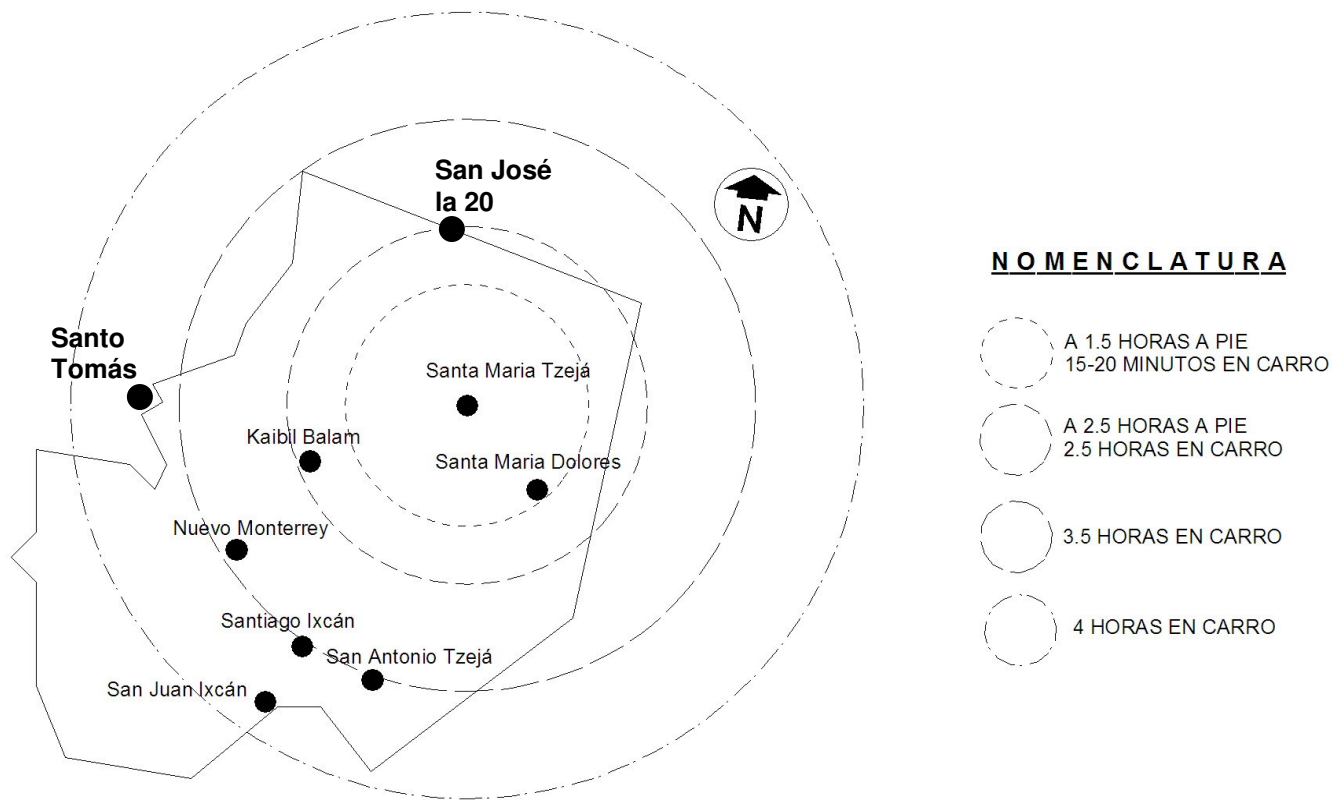 San José
la 20
N
Santo
Tomás
Santa Maria Tzejá
Kaibil Balam
Santa Maria Dolores
Nuevo Monterrey
Santiago Ixcán
San Antonio Tzejá
San Juan Ixcán
NOMENCLATURA
A 1.5 HORAS A PIE
15-20 MINUTOS EN CARRO
A 2.5 HORAS A PIE
2.5 HORAS EN CARRO
3.5 HORAS EN CARRO
4 HORAS EN CARRO